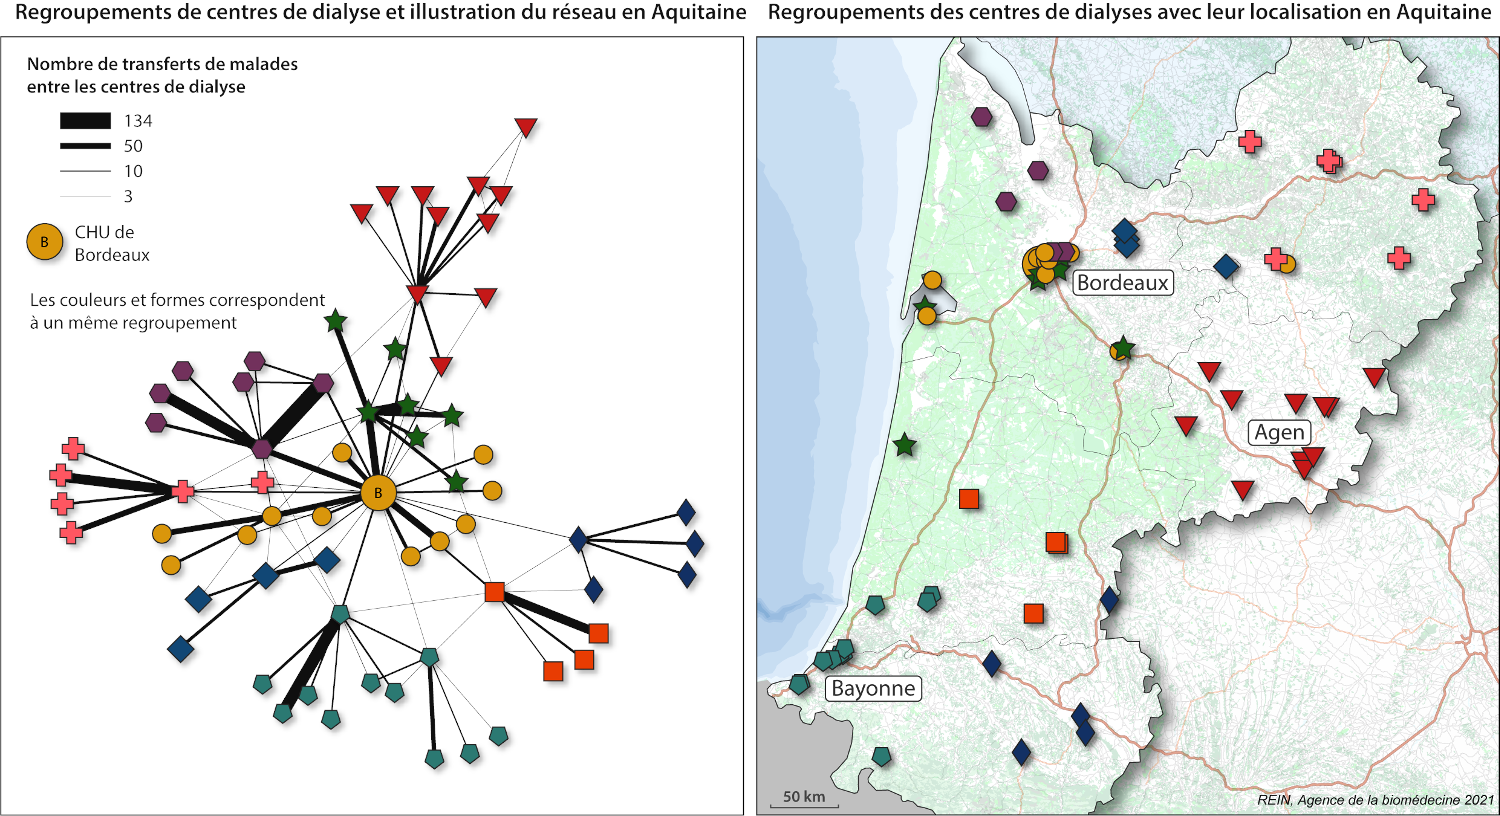 Regroupements de centres de dialyse et illustration du réseau en Aquitaine
Nombre de transferts de malades
entre les centres de dialyse
134
50
10
3
B
CHU de
Bordeaux
Les couleurs et formes correspondent
à un même regroupement
B
Regroupements des centres de dialyses avec leur localisation en Aquitaine
Bordeaux
Agen
Bayonne
50 km
REIN, Agence de la biomédecine 2021